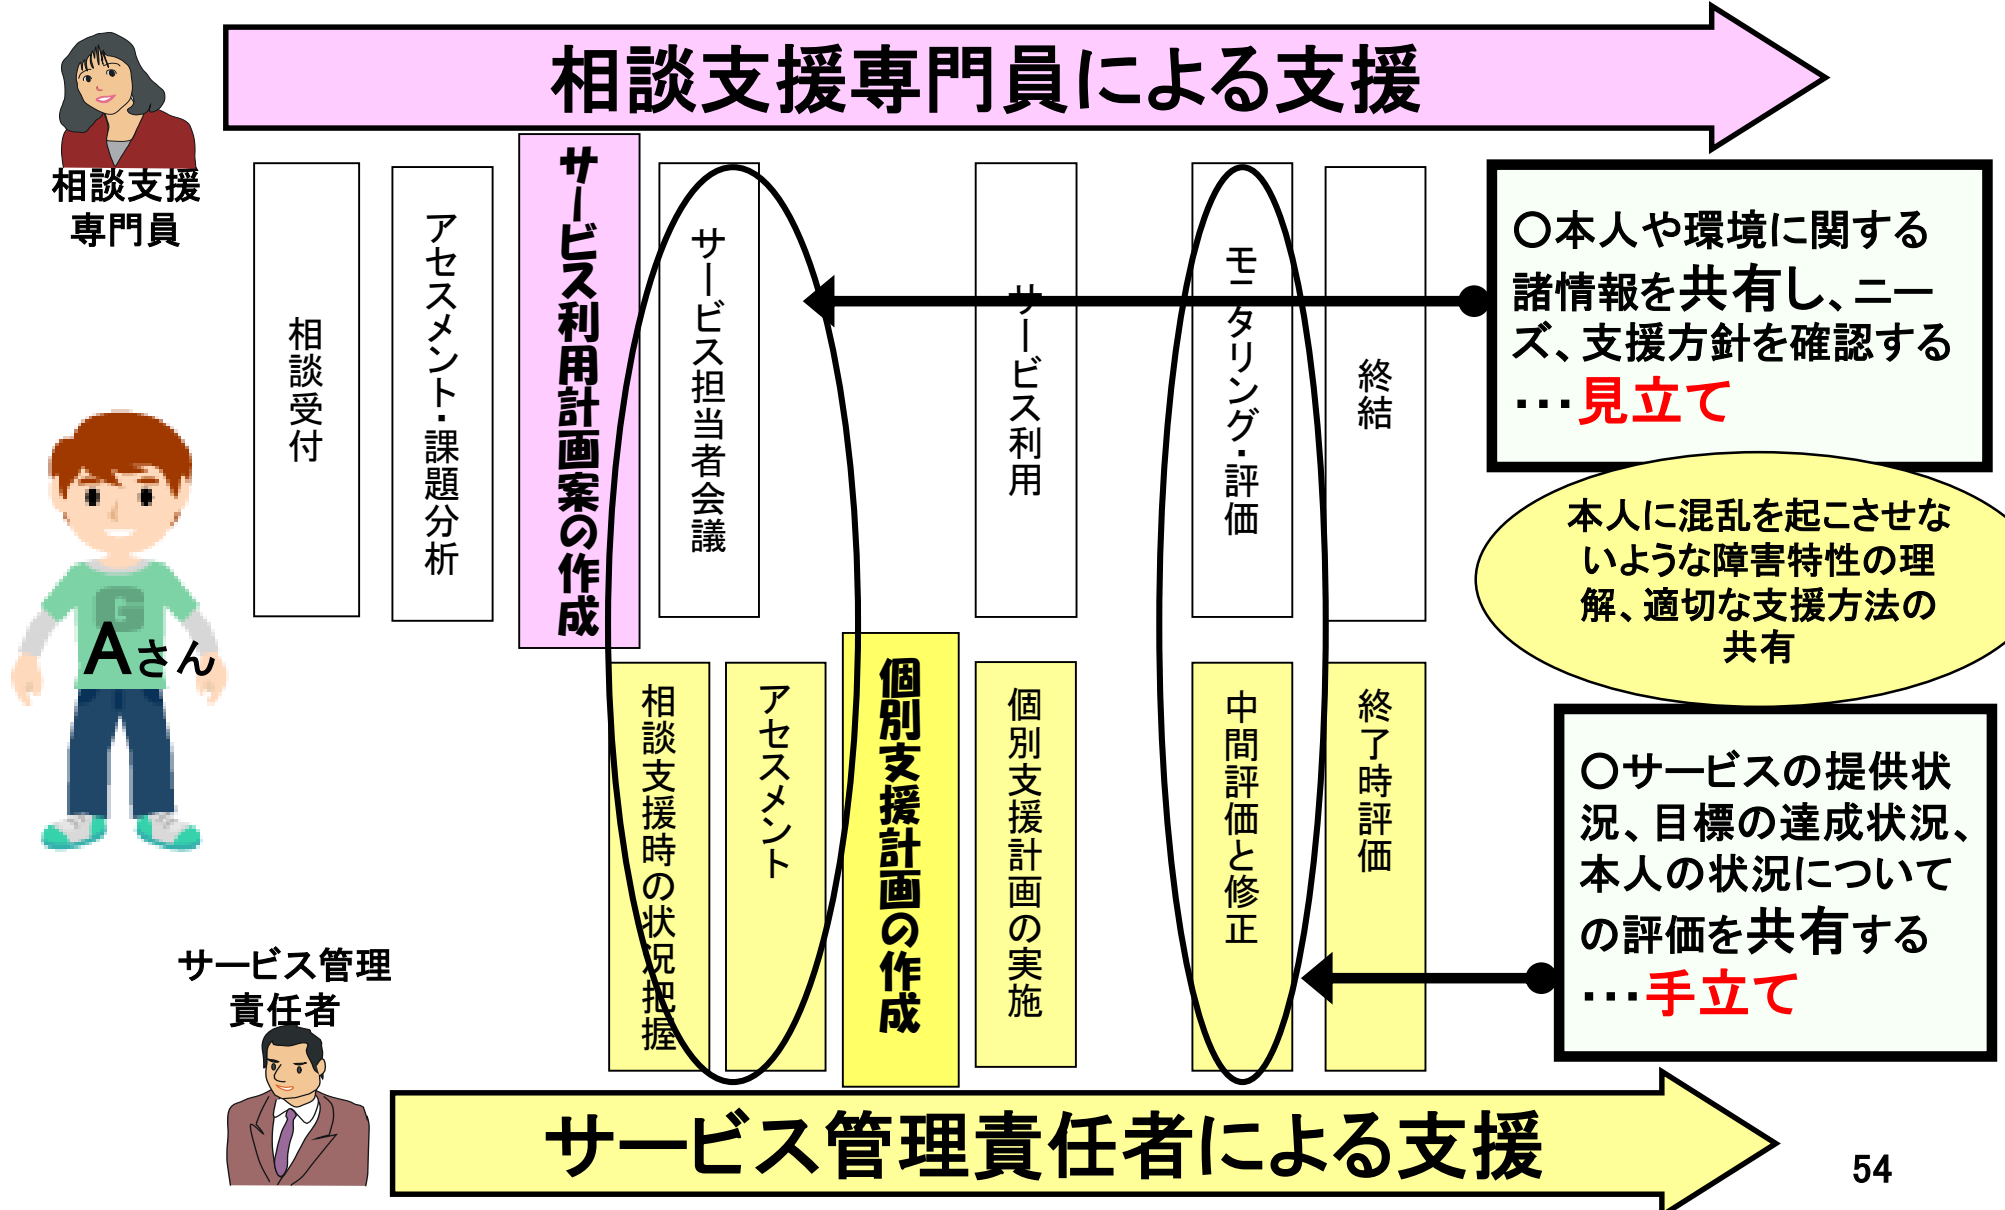 相談支援専門員による支援
相談支援
専門員
相談受付
アセスメント・課題分析
サービス利用計画案の作成
サービス担当者会議
サービス利用
モニタリング・評価
終結
〇本人や環境に関する
諸情報を共有し、ニー
ズ、支援方針を確認する
・・・見立て
本人に混乱を起こさせな
いような障害特性の理
解、適切な支援方法の
共有
G
Aさん
相談支援時の状況把握
アセスメント
個別支援計画の作成
個別支援計画の実施
中間評価と修正
終了時評価
〇サービスの提供状
況、目標の達成状況、
本人の状況について
の評価を共有する
・・・手立て
サービス管理
責任者
サービス管理責任者による支援
54